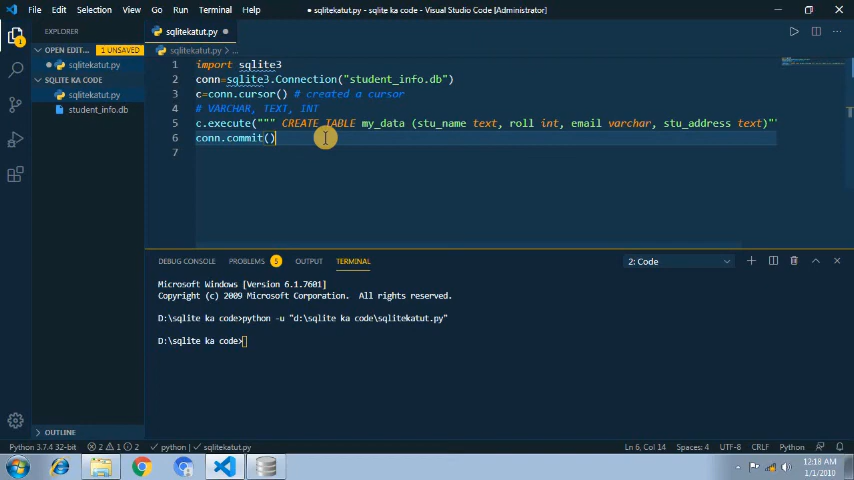 File Edit Selection View Go Run Terminal Help
● sqlitekatut.py - sqlite ka code - Visual Studio Code [Administrator]
EXPLORER
OPEN EDIT... 1 UNSAVED
sqlitekatut.py
SQLITE KA CODE
sqlitekatut.py
student_info.db
sqlitekatut.py
sqlitekatut.py > ...
1 import sqlite3
2 conn=sqlite3.Connection("student_info.db")
3 c=conn.cursor() # created a cursor
4 # VARCHAR, TEXT, INT
5 c.execute(""" CREATE TABLE my_data (stu_name text, roll int, email varchar, stu_address text)""
6 conn.commit()
7
DEBUG CONSOLE PROBLEMS 5 OUTPUT TERMINAL 2: Code
Microsoft Windows [Version 6.1.7601]
Copyright (c) 2009 Microsoft Corporation. All rights reserved.
D:\sqlite ka code>python -u "d:\sqlite ka code\sqlitekatut.py"
D:\sqlite ka code>
OUTLINE
Python 3.7.4 32-bit 2 1 2 python | sqlitekatut.py Ln 6, Col 14 Spaces: 4 UTF-8 CRLF Python
12:18 AM
1/1/2010